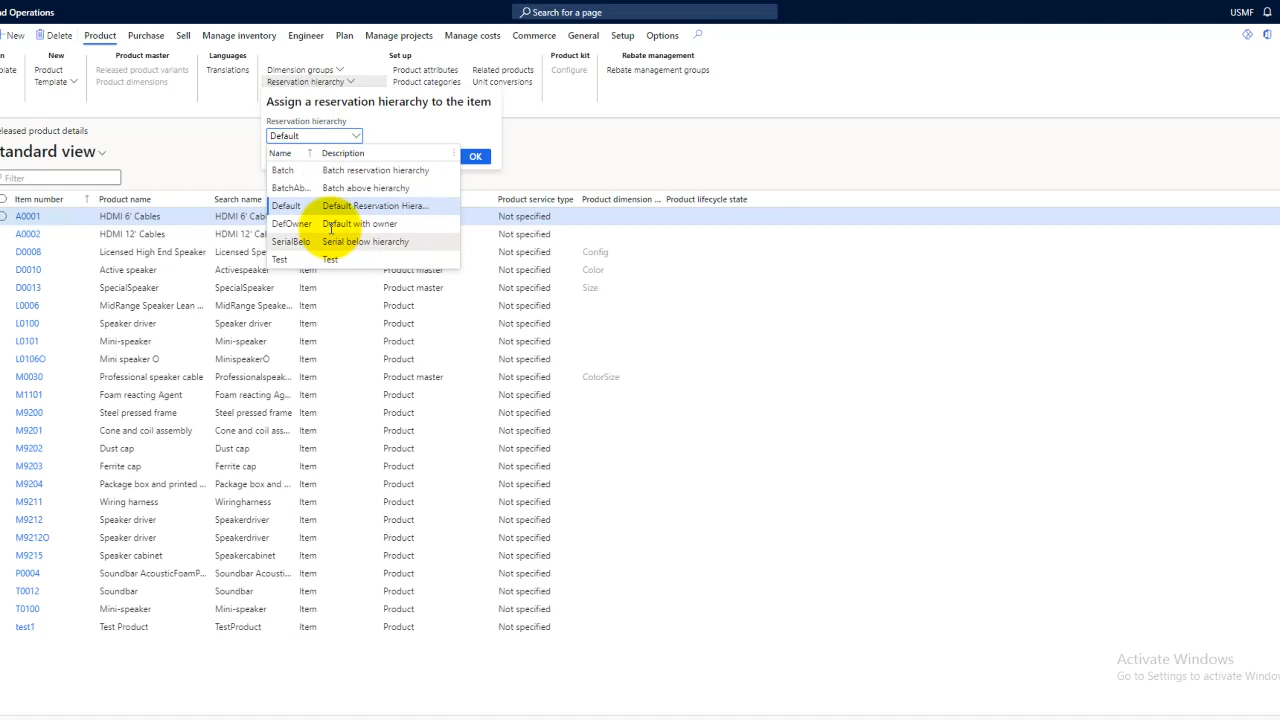 nd Operations Search for a page USMF
New Delete Product Purchase Sell Manage inventory Engineer Plan Manage projects Manage costs Commerce General Setup Options
n New Product master Languages Set up Product kit Rebate management
plate Product Released product variants Translations Dimension groups Product attributes Related products Configure Rebate management groups
Template Product dimensions Reservation hierarchy Product categories Unit conversions
Assign a reservation hierarchy to the item
Reservation hierarchy
Default
OK
Name ↑ Description
Batch Batch reservation hierarchy
BatchAb... Batch above hierarchy
Default Default Reservation Hiera...
DefOwner Default with owner
SerialBelo Serial below hierarchy
Test Test
eleased product details
tandard view
Filter
Item number ↑ Product name Search name Product service type Product dimension ... Product lifecycle state
A0001 HDMI 6' Cables HDMI 6' Cab Not specified
A0002 HDMI 12' Cables HDMI 12' Ca Not specified
D0008 Licensed High End Speaker Licensed Spe Not specified Config
D0010 Active speaker Activespeaker Item Product master Not specified Color
D0013 SpecialSpeaker SpecialSpeaker Item Product master Not specified Size
L0006 MidRange Speaker Lean ... MidRange Speake... Item Product Not specified
L0100 Speaker driver Speaker driver Item Product Not specified
L0101 Mini-speaker Mini-speaker Item Product Not specified
L0106O Mini speaker O MinispeakerO Item Product Not specified
M0030 Professional speaker cable Professionalspeak... Item Product master Not specified ColorSize
M1101 Foam reacting Agent Foam reacting Ag... Item Product Not specified
M9200 Steel pressed frame Steel pressed frame Item Product Not specified
M9201 Cone and coil assembly Cone and coil ass... Item Product Not specified
M9202 Dust cap Dust cap Item Product Not specified
M9203 Ferrite cap Ferrite cap Item Product Not specified
M9204 Package box and printed ... Package box and ... Item Product Not specified
M9211 Wiring harness Wiringharness Item Product Not specified
M9212 Speaker driver Speakerdriver Item Product Not specified
M9212O Speaker driver Speakerdriver Item Product Not specified
M9215 Speaker cabinet Speakercabinet Item Product Not specified
P0004 Soundbar AcousticFoamP... Soundbar Acousti... Item Product Not specified
T0012 Soundbar Soundbar Item Product Not specified
T0100 Mini-speaker Mini-speaker Item Product Not specified
test1 Test Product TestProduct Item Product Not specified
Activate Windows
Go to Settings to activate Windo